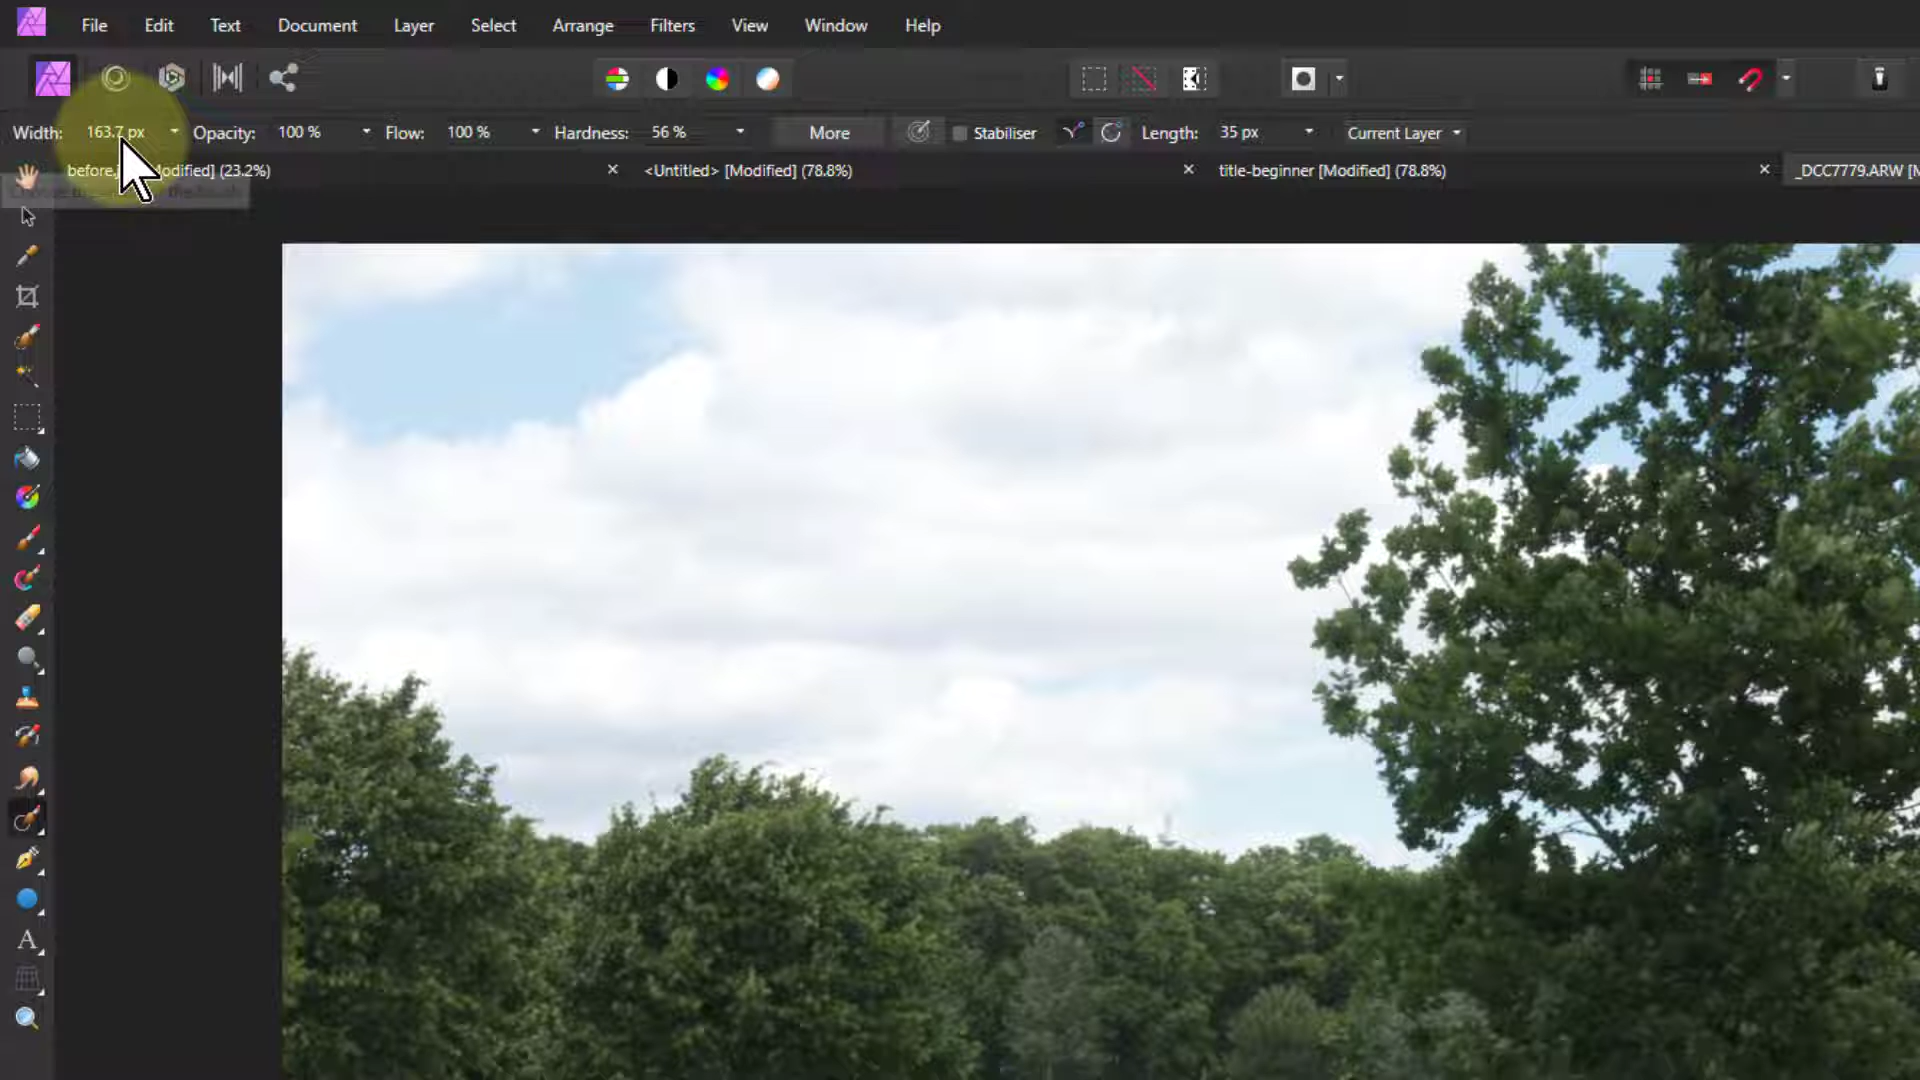 File Edit Text Document Layer Select Arrange Filters View Window Help
Width: 163.7 px Opacity: 100 % Flow: 100 % Hardness: 56 % More Stabiliser Length: 35 px Current Layer
before. [Modified] (23.2%) <Untitled> [Modified] (78.8%) title-beginner [Modified] (78.8%) _DCC7779.ARW [M